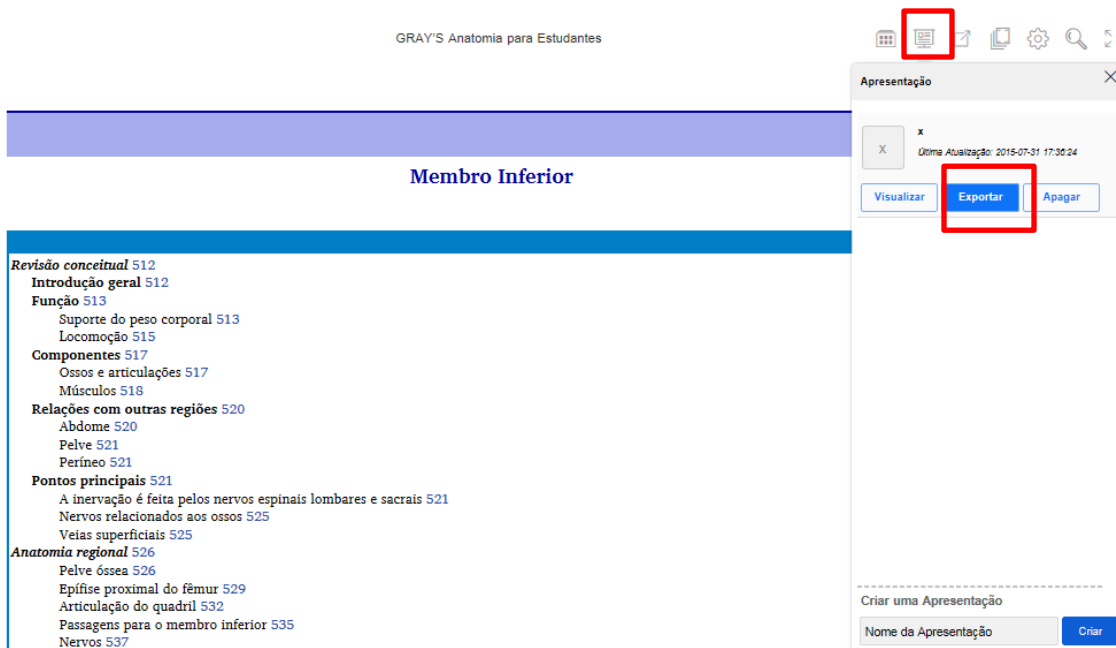 GRAY'S Anatomia para Estudantes
Apresentação
X
x
Última Atualização: 2015-07-31 17:36:24
Visualizar
Exportar
Apagar
Membro Inferior
Revisão conceitual 512
Introdução geral 512
Função 513
Suporte do peso corporal 513
Locomoção 515
Componentes 517
Ossos e articulações 517
Músculos 518
Relações com outras regiões 520
Abdome 520
Pelve 521
Períneo 521
Pontos principais 521
A inervação é feita pelos nervos espinais lombares e sacrais 521
Nervos relacionados aos ossos 525
Veias superficiais 525
Anatomia regional 526
Pelve óssea 526
Epífise proximal do fêmur 529
Articulação do quadril 532
Passagens para o membro inferior 535
Nervos 537
Criar uma Apresentação
Nome da Apresentação
Criar